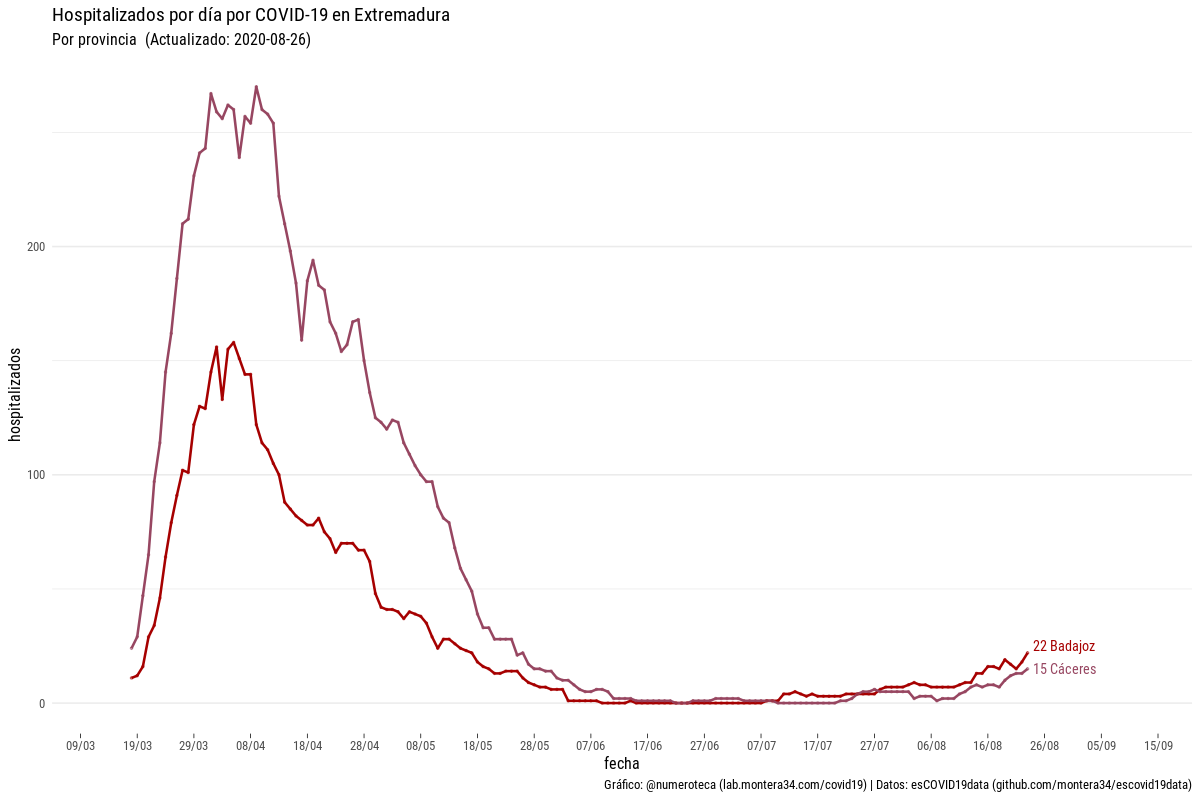 Hospitalizados por día por COVID-19 en Extremadura
Por provincia (Actualizado: 2020-08-26)
hospitalizados
200
100
0
22 Badajoz
15 Cáceres
09/03 19/03 29/03 08/04 18/04 28/04 08/05 18/05 28/05 07/06 17/06 27/06 07/07 17/07 27/07 06/08 16/08 26/08 05/09 15/09
fecha
Gráfico: @numeroteca (lab.montera34.com/covid19) | Datos: esCOVID19data (github.com/montera34/escovid19data)